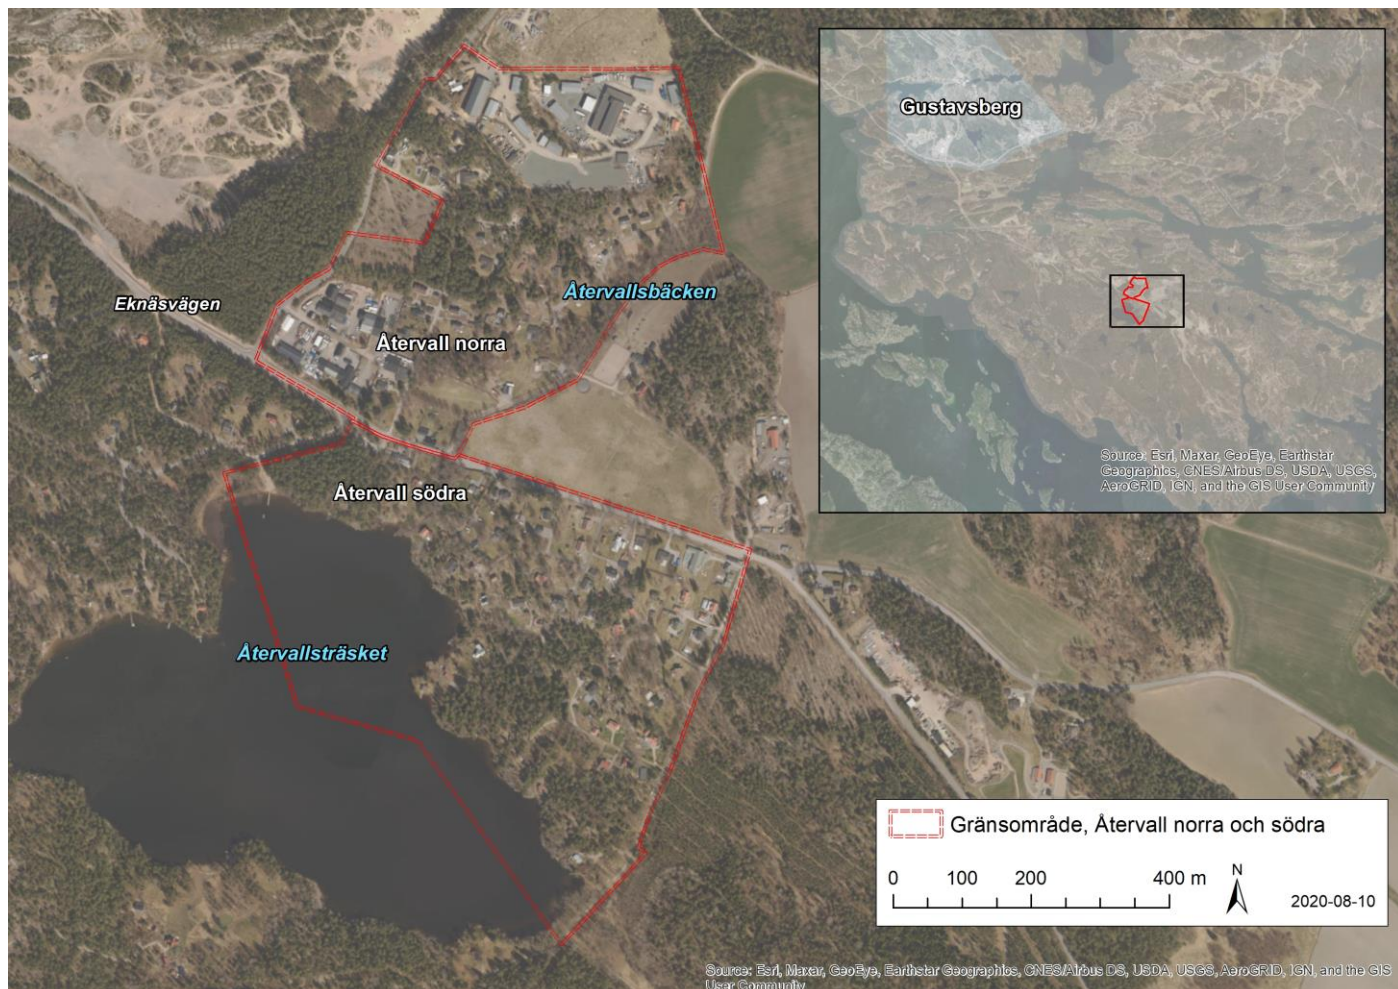 Gustavsberg
Source: Esri, Maxar, GeoEye, Earthstar
Geographics, CNES/Airbus DS, USDA, USGS,
AeroGRID, IGN, and the GIS User Community
Eknäsvägen
Återvallsbäcken
Återvall norra
Återvall södra
Återvallsträsket
Gränsområde, Återvall norra och södra
0 100 200 400 m
N
2020-08-10
Source: Esri, Maxar, GeoEye, Earthstar Geographics, CNES/Airbus DS, USDA, USGS, AeroGRID, IGN, and the GIS
User Community